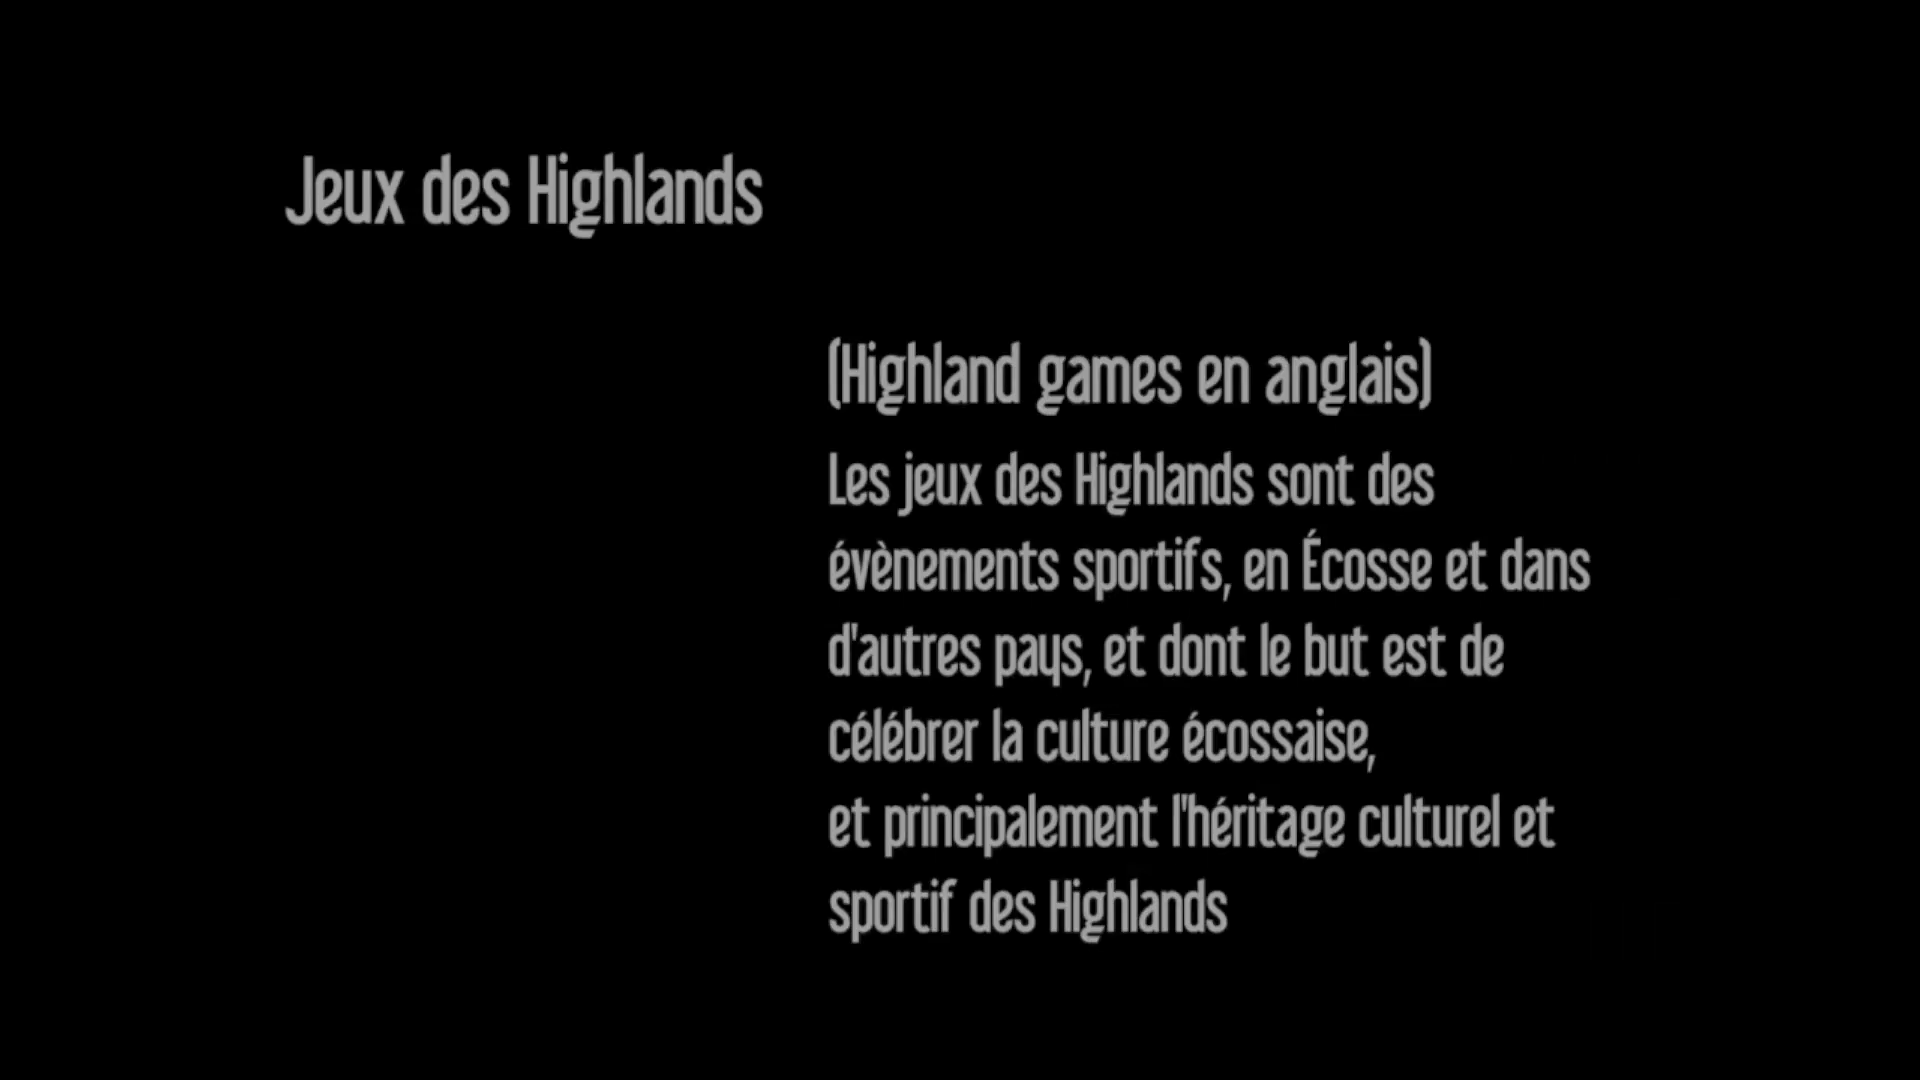 Jeux des Highlands
(Highland games en anglais)
Les jeux des Highlands sont des
évènements sportifs, en Écosse et dans
d'autres pays, et dont le but est de
célébrer la culture écossaise,
et principalement l'héritage culturel et
sportif des Highlands